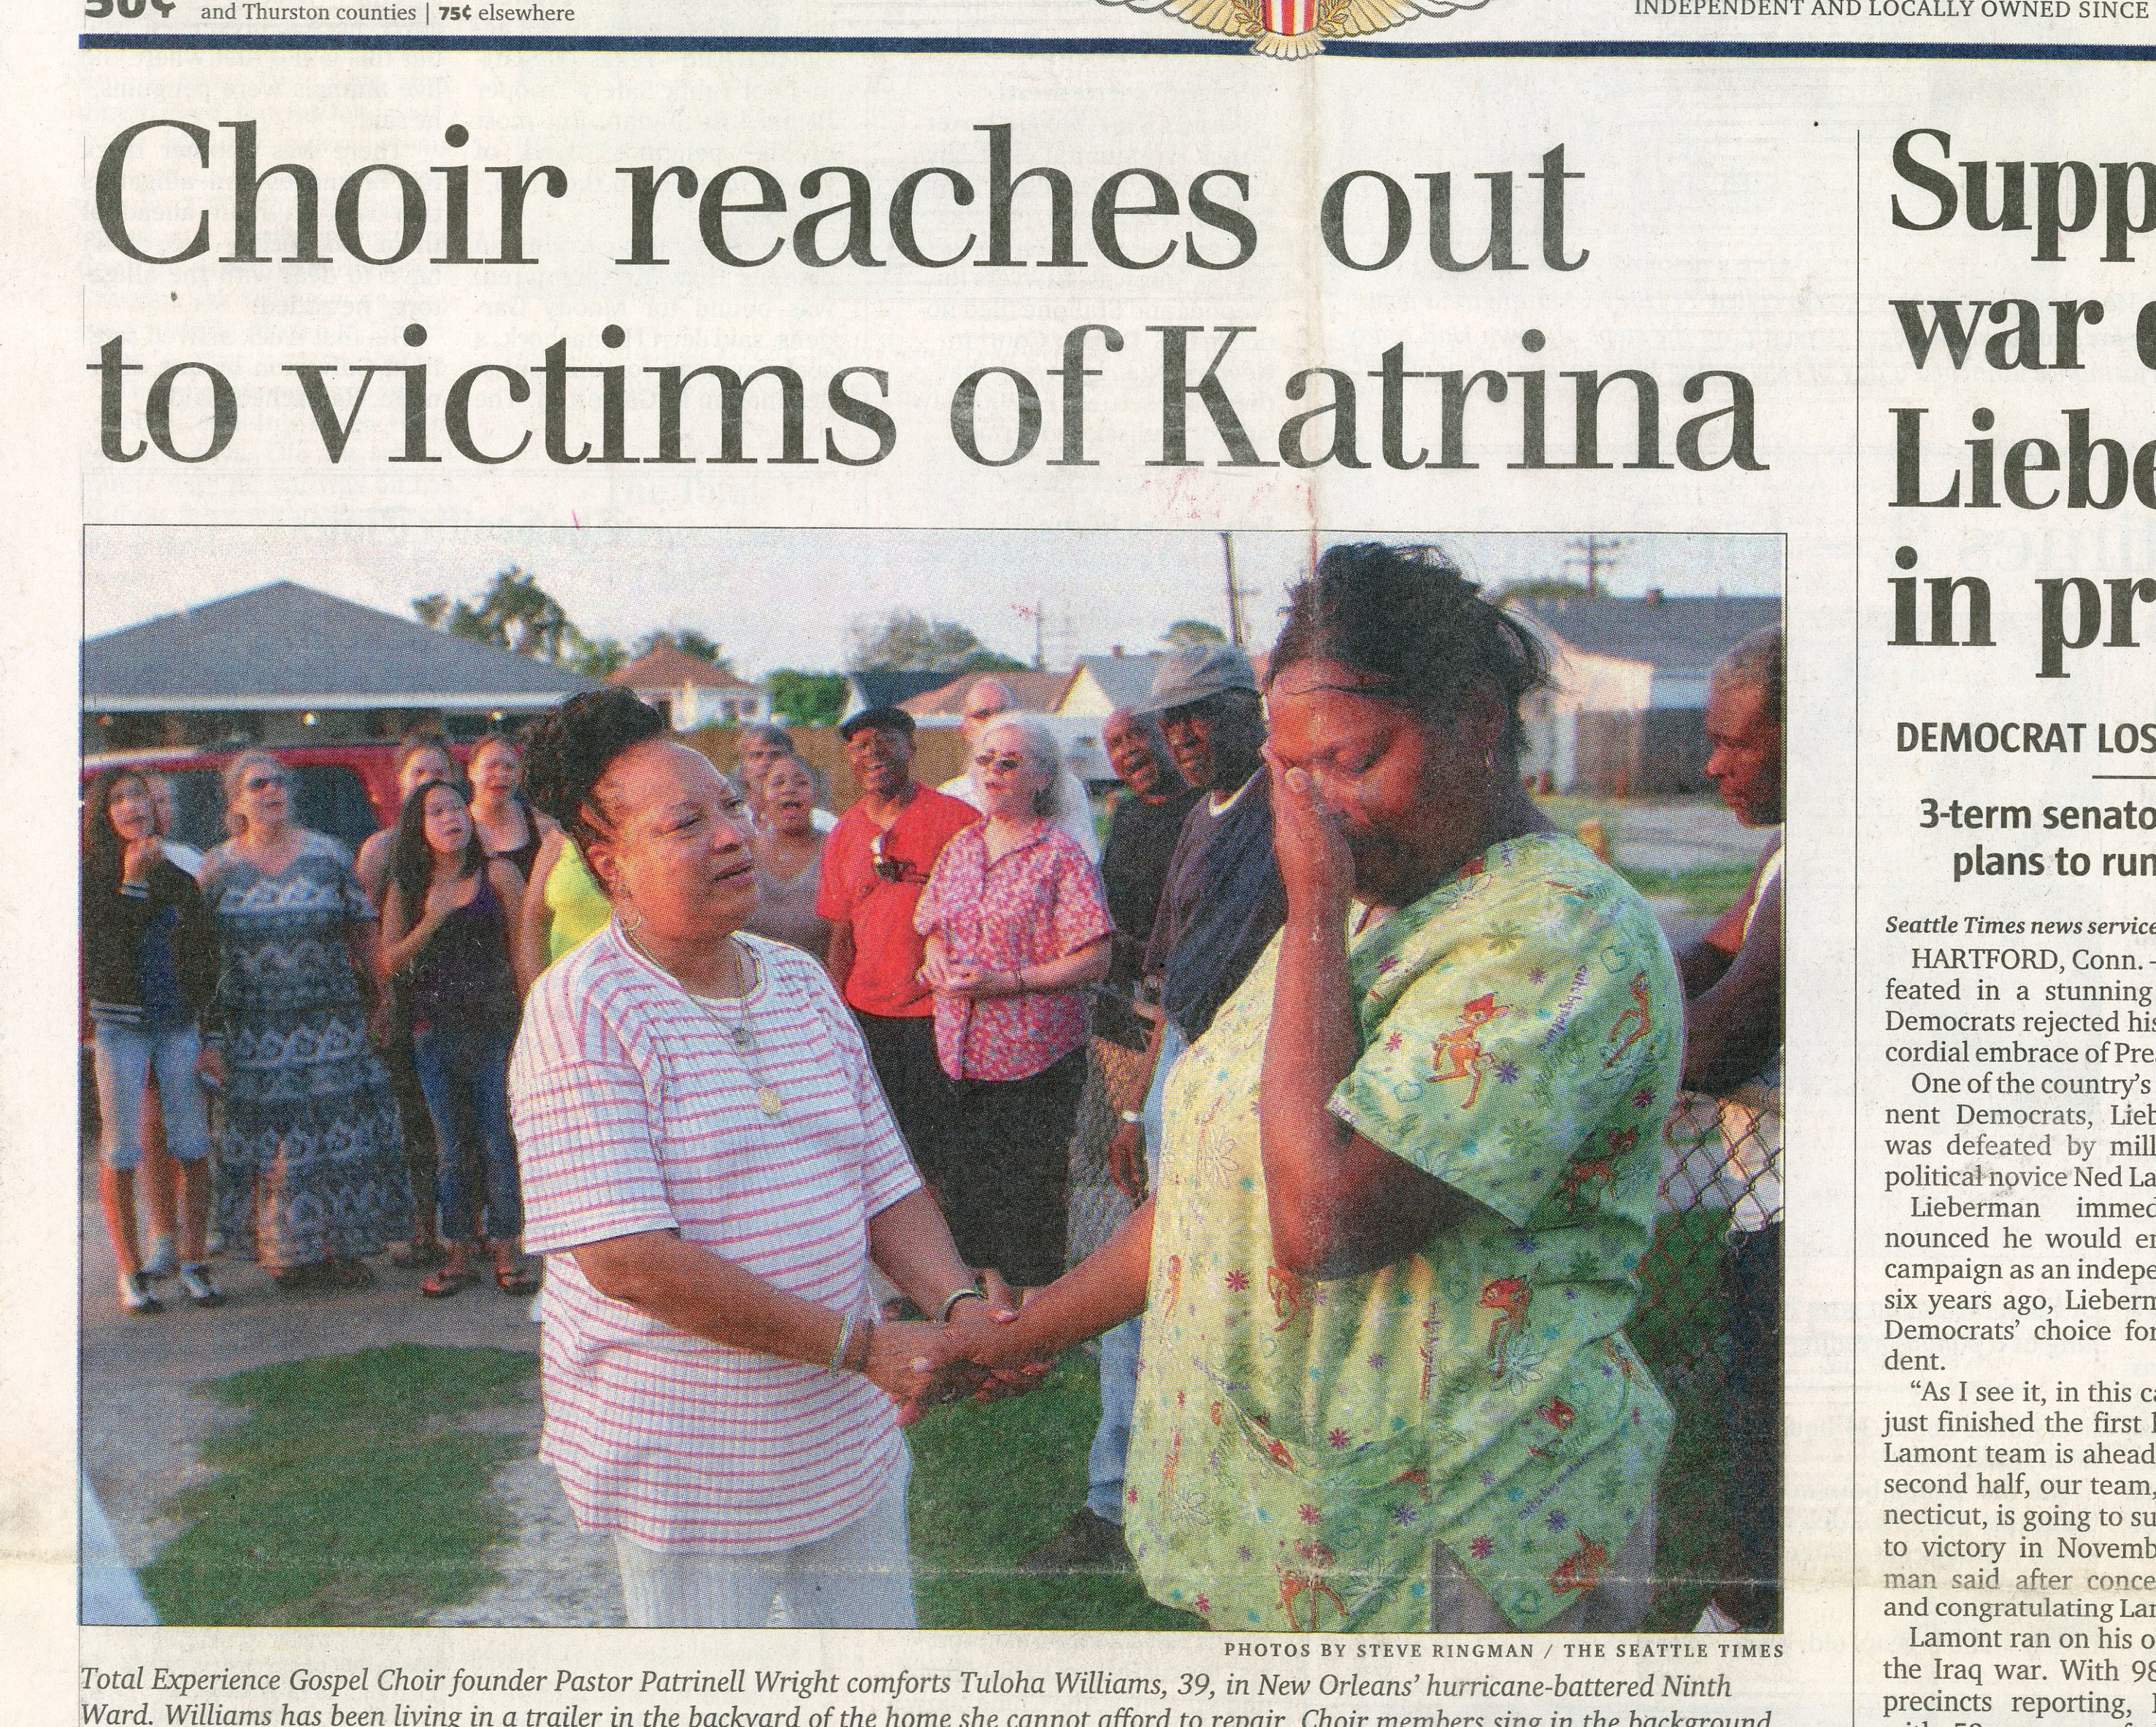 50¢ and Thurston counties | 75¢ elsewhere
INDEPENDENT AND LOCALLY OWNED SINCE
Choir reaches out
to victims of Katrina
PHOTOS BY STEVE RINGMAN / THE SEATTLE TIMES
Total Experience Gospel Choir founder Pastor Patrinell Wright comforts Tuloha Williams, 39, in New Orleans' hurricane-battered Ninth
Ward. Williams has been living in a trailer in the backyard of the home she cannot afford to repair. Choir members sing in the background.
Supp
war
Liebe
in pr
DEMOCRAT LOS
3-term senato
plans to run
Seattle Times news service
HARTFORD, Conn. –
feated in a stunning
Democrats rejected his
cordial embrace of Pre
One of the country's
nent Democrats, Lieb
was defeated by mill
political novice Ned La
Lieberman immed
nounced he would en
campaign as an indepe
six years ago, Lieberm
Democrats' choice for
dent.
"As I see it, in this ca
just finished the first
Lamont team is ahead
second half, our team,
necticut, is going to su
to victory in Novemb
man said after conce
and congratulating Lam
Lamont ran on his o
the Iraq war. With 98
precincts reporting,